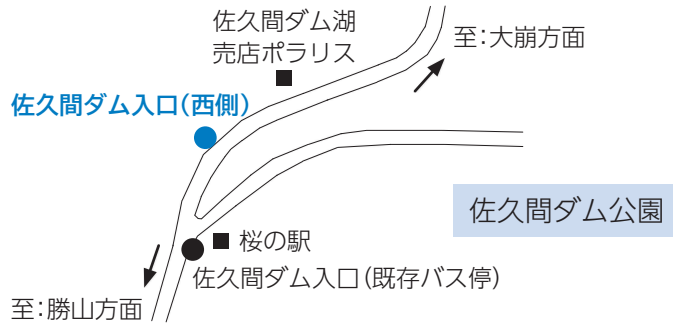 佐久間ダム湖
売店ポラリス
至:大崩方面
佐久間ダム入口(西側)
佐久間ダム公園
桜の駅
佐久間ダム入口(既存バス停)
至:勝山方面